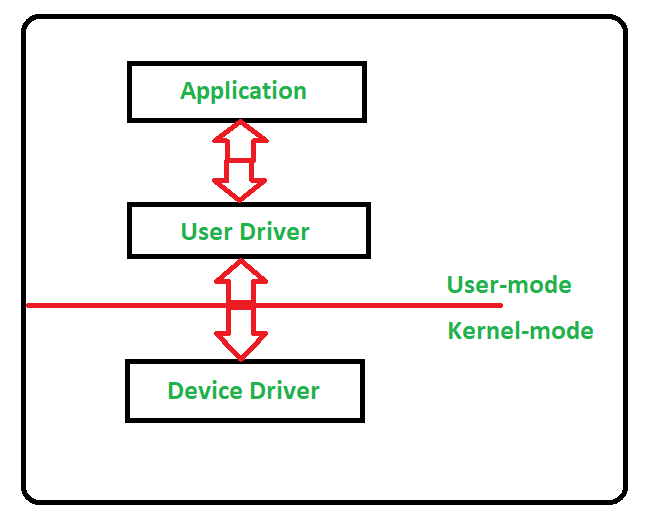 Application
User Driver
User-mode
Kernel-mode
Device Driver